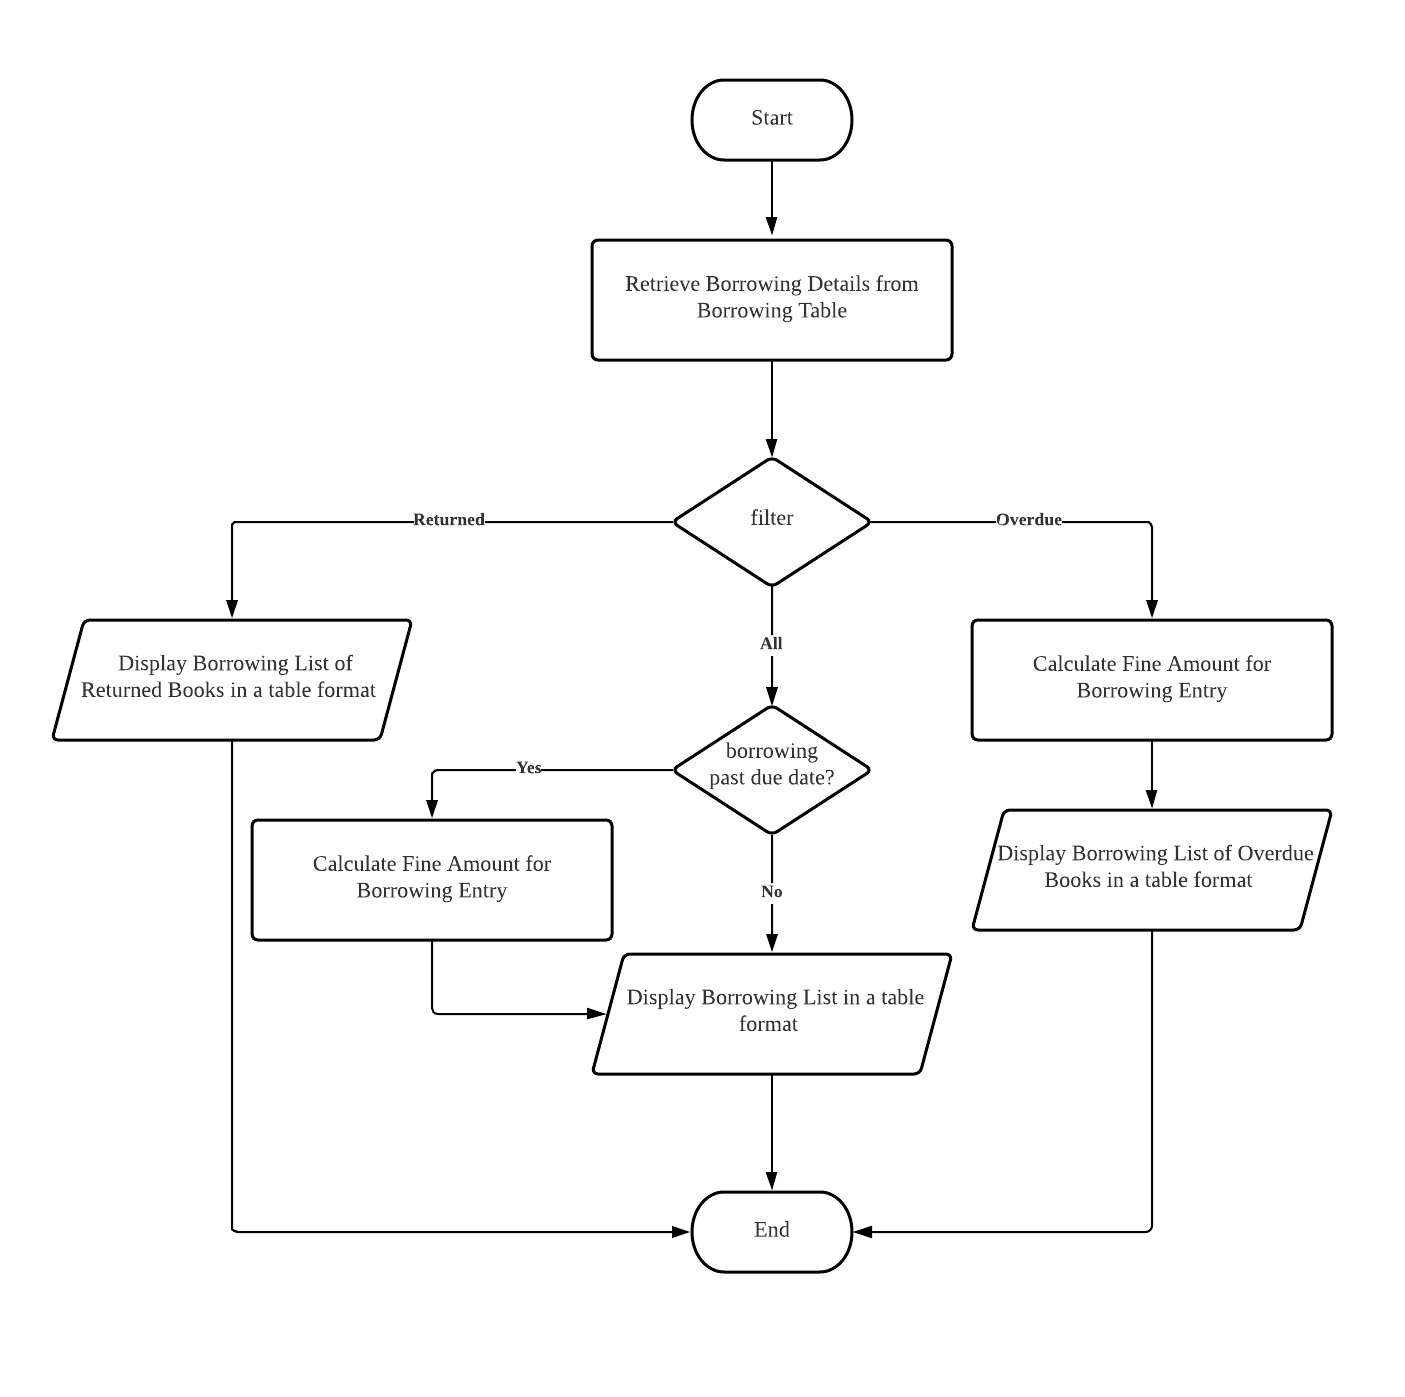 Start
Retrieve Borrowing Details from
Borrowing Table
filter
Returned
Overdue
All
Display Borrowing List of
Returned Books in a table format
Calculate Fine Amount for
Borrowing Entry
borrowing
past due date?
Yes
Calculate Fine Amount for
Borrowing Entry
No
Display Borrowing List of Overdue
Books in a table format
Display Borrowing List in a table
format
End